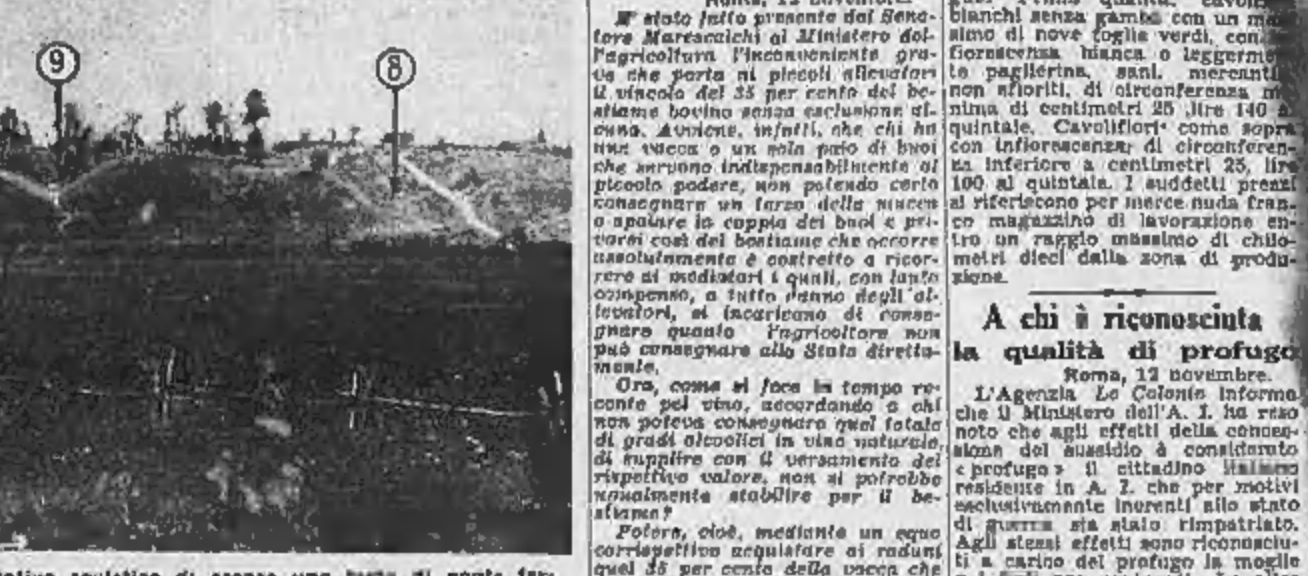 9
8
Roma, 12 novembre.
E' stato fatto presente dal Sena-
tore Marescalchi al Ministero del-
l'agricoltura l'inconveniente gra-
ve che porta ai piccoli allevatori
il vincolo del 35 per cento del be-
stiame bovino senza esclusione al-
cuna. Avviene, infatti, che chi ha
una vacca o un solo paio di buoi
che servono indispensabilmente al
piccolo podere, non potendo certo
consegnare un terzo della mucca
o spaiare la coppia dei buoi e pri-
varsi così del bestiame che occorre
assolutamente è costretto a ricor-
rere ai mediatori i quali, con lauto
compenso, a tutto danno degli al-
levatori, si incaricano di conse-
gnare quanto l'agricoltore non
può consegnare allo Stato diretta-
mente.
Ora, come si fece in tempo re-
cente pel vino, accordando a chi
non poteva consegnare quel totale
di gradi alcoolici in vino naturale,
di supplire con il versamento del
rispettivo valore, non si potrebbe
ugualmente stabilire per il be-
stiame?
Potere, cioè, mediante un equo
corrispettivo acquistare ai raduni
quel 35 per cento della vacca che
bianchi senza gambo con un
simo di nove foglie verdi, con
fiorescenza bianca o leggerme
te paglierina, sani, mercanti
non sfioriti, di circonferenza
nima di centimetri 25 lire 140
quintale. Cavolifiori come sopra
con infiorescenza di circonferen-
za inferiore a centimetri 25, lire
100 al quintale. I suddetti prezzi
si riferiscono per merce nuda fran-
co magazzino di lavorazione en-
tro un raggio massimo di chilo-
metri dieci dalla zona di produ-
zione.
A chi è riconosciuta
la qualità di profugo
Roma, 12 novembre.
L'Agenzia Le Colonie informa
che il Ministero dell'A. I. ha reso
noto che agli effetti della conces-
sione del sussidio è considerato
« profugo » il cittadino italiano
residente in A. I. che per motivi
esclusivamente inerenti allo stato
di guerra sia stato rimpatriato.
Agli stessi effetti sono riconosciu-
ti a carico del profugo la moglie